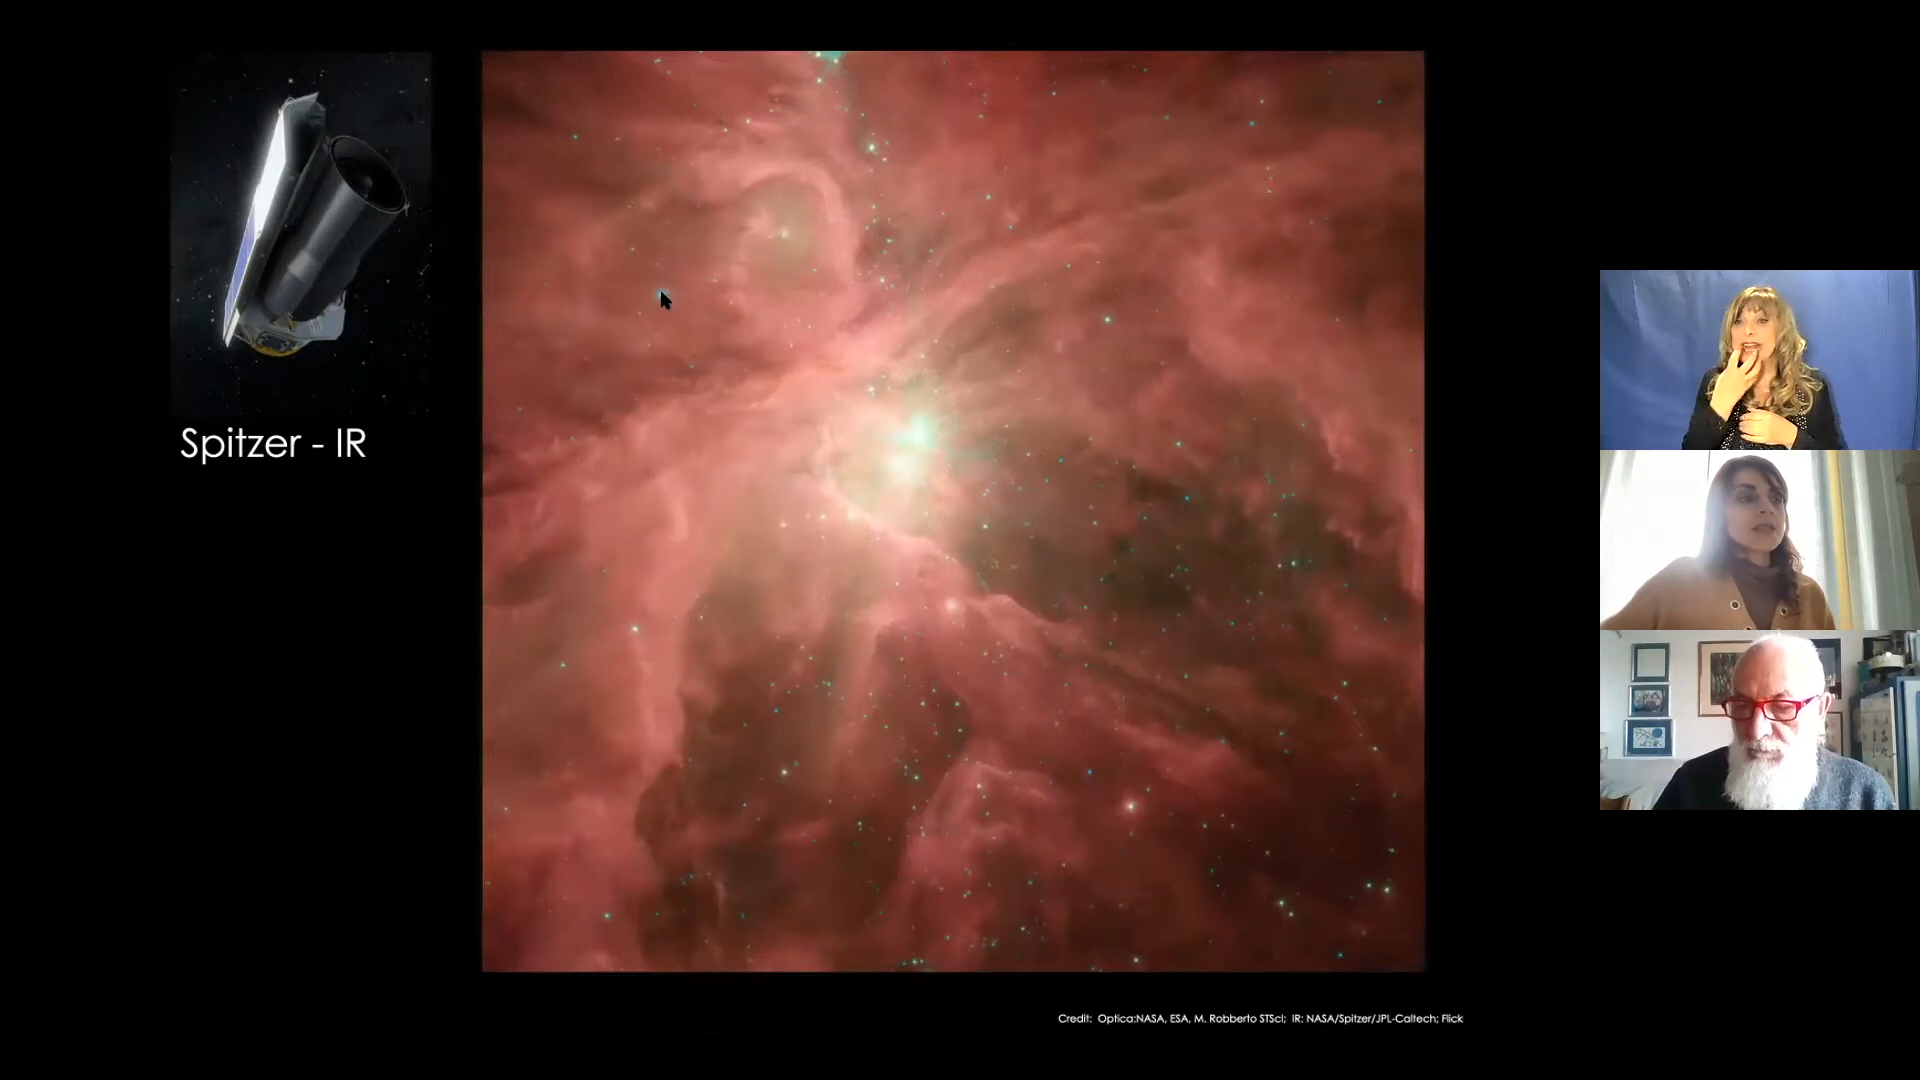 Spitzer - IR
Credit: Optica:NASA, ESA, M. Robberto STScI; IR: NASA/Spitzer/JPL-Caltech; Flick